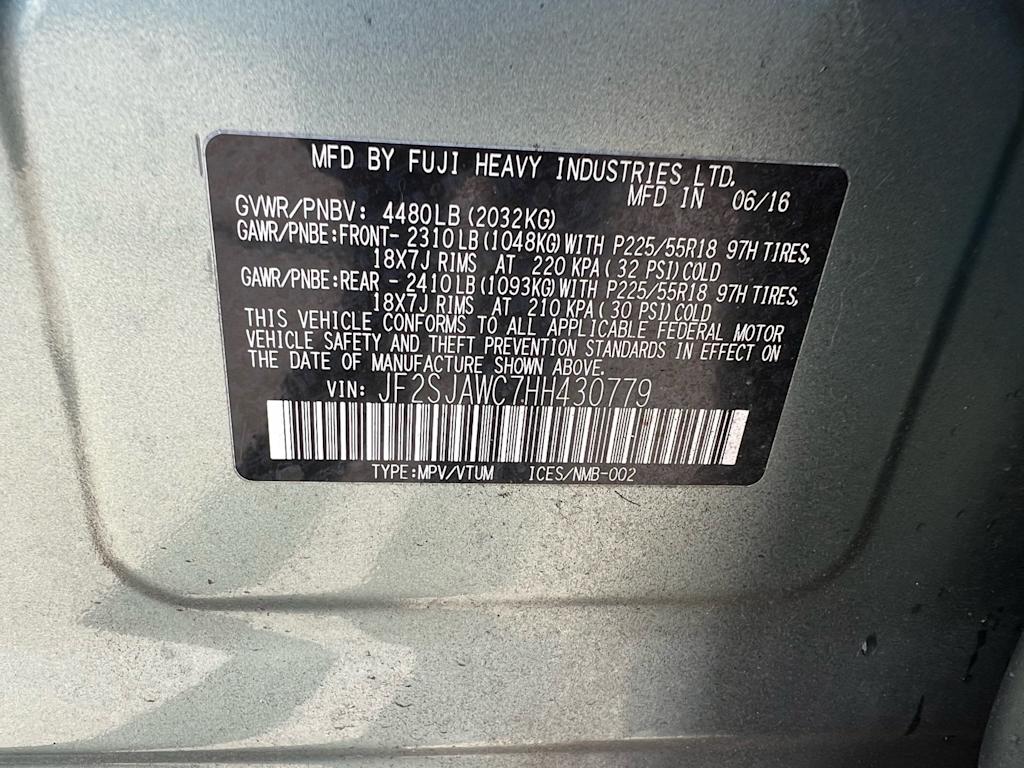 MFD BY FUJI HEAVY INDUSTRIES LTD.
MFD IN 06/16
GVWR/PNBV: 4480LB (2032KG)
GAWR/PNBE:FRONT- 2310LB (1048KG) WITH P225/55R18 97H TIRES,
18X7J RIMS AT 220 KPA ( 32 PSI) COLD
GAWR/PNBE:REAR - 2410LB (1093KG) WITH P225/55R18 97H TIRES,
18X7J RIMS AT 210 KPA ( 30 PSI) COLD
THIS VEHICLE CONFORMS TO ALL APPLICABLE FEDERAL MOTOR
VEHICLE SAFETY AND THEFT PREVENTION STANDARDS IN EFFECT ON
THE DATE OF MANUFACTURE SHOWN ABOVE.
VIN: JF2SJAWC7HH430779
TYPE:MPV/VTUM ICES/NMB-002